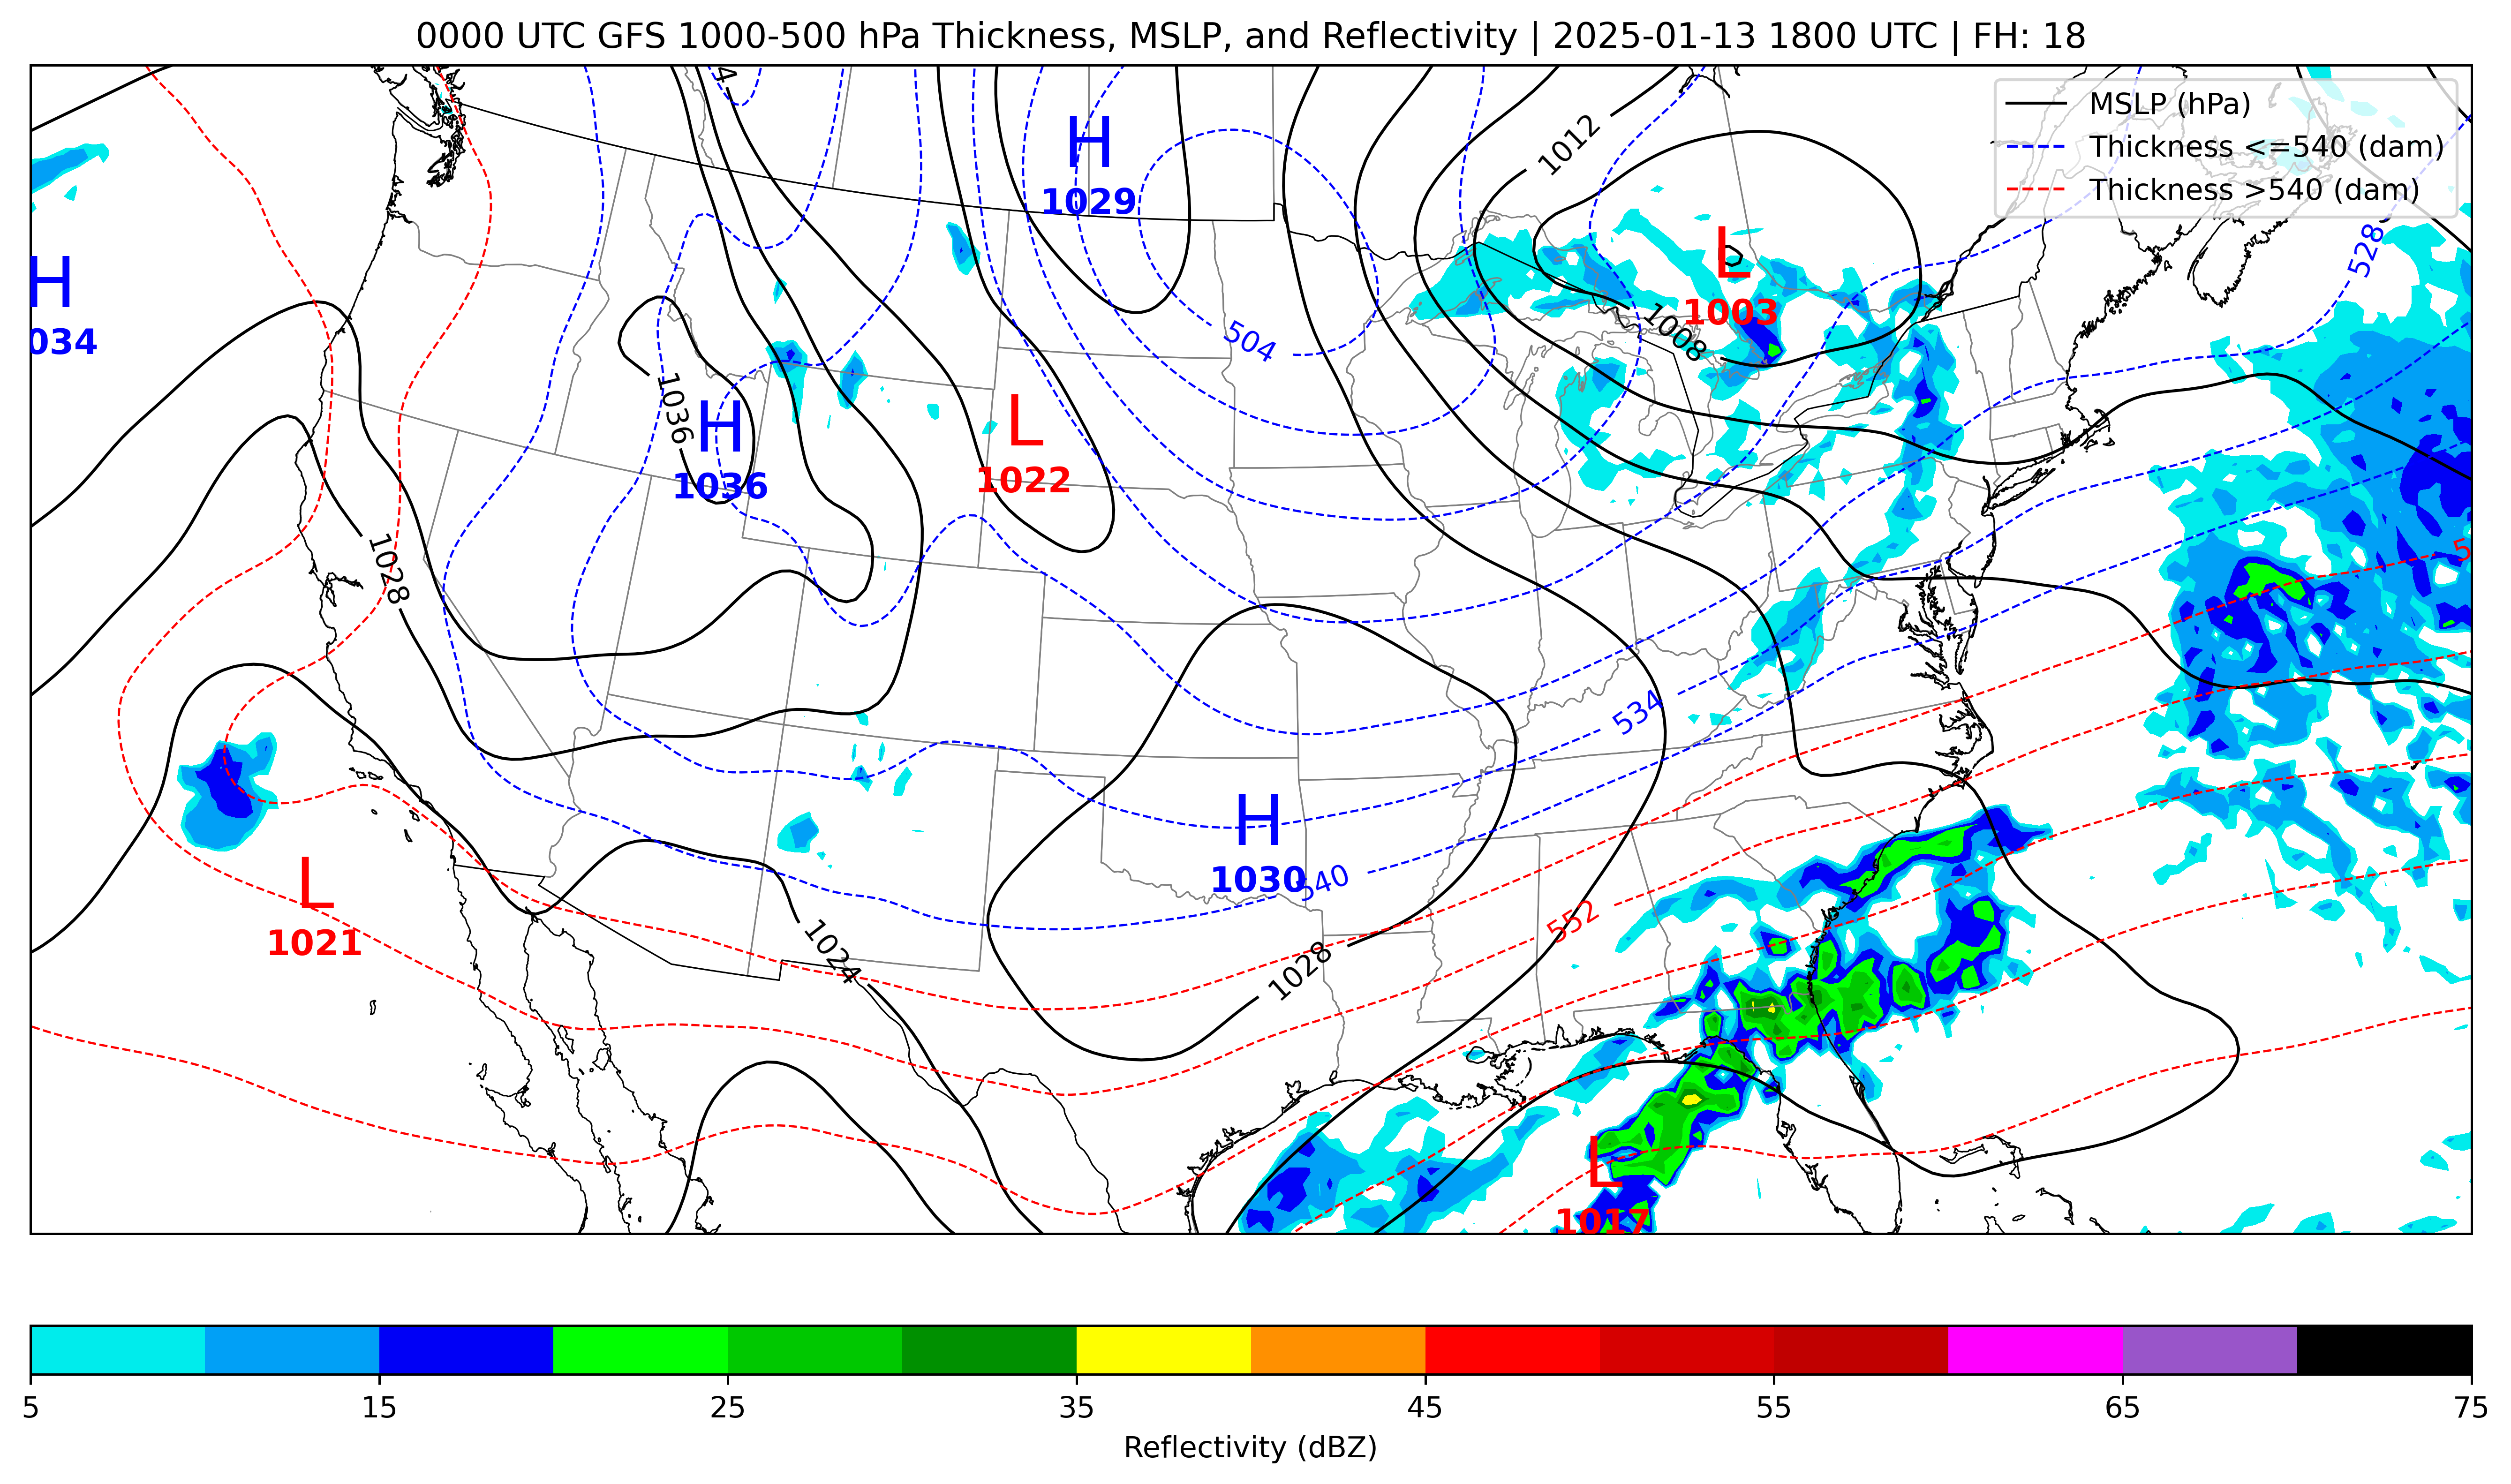 0000 UTC GFS 1000-500 hPa Thickness, MSLP, and Reflectivity | 2025-01-13 1800 UTC | FH: 18
MSLP (hPa)
Thickness <=540 (dam)
Thickness >540 (dam)
4
H
1029
1012
528
L
1003
H
034
1008
504
1036
H
1036
L
1022
5
1028
534
H
1030
540
L
1021
552
1024
1028
L
1017
5 15 25 35 45 55 65 75
Reflectivity (dBZ)